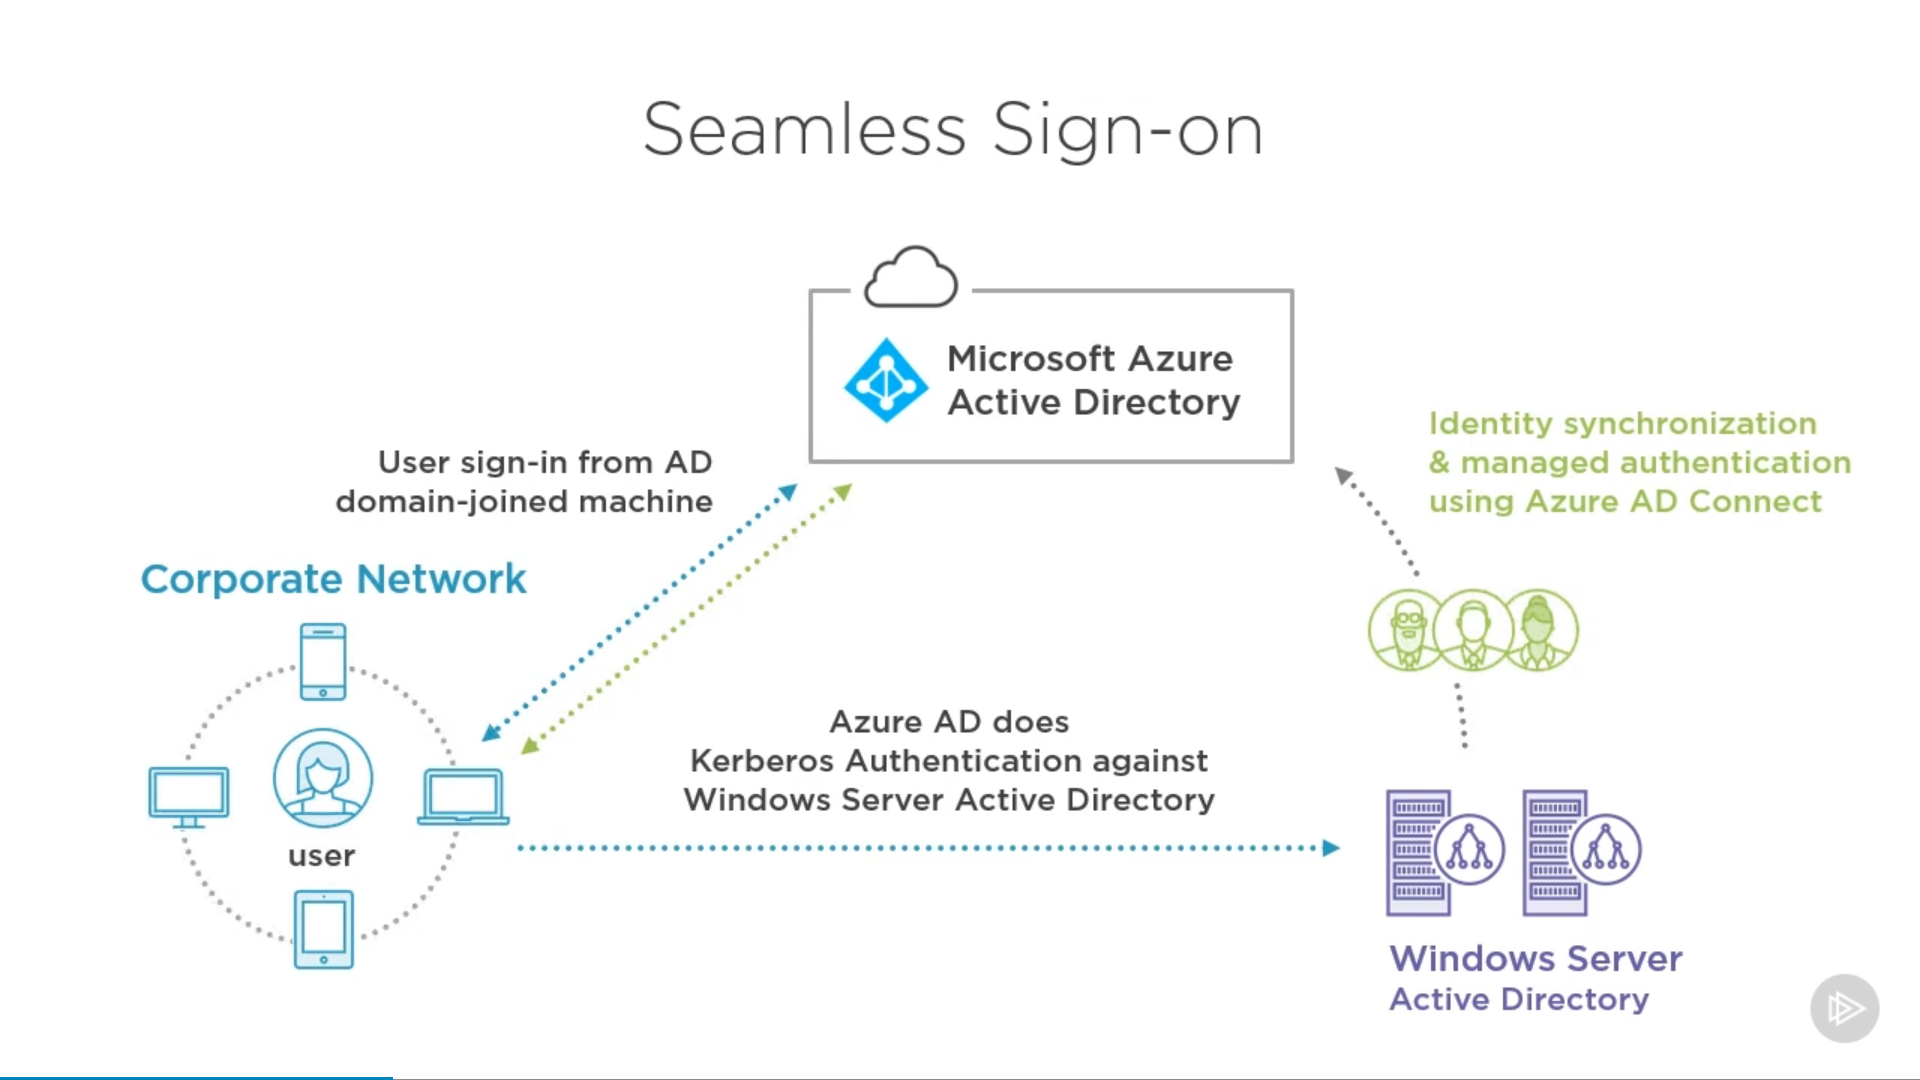 Seamless Sign-on
Microsoft Azure
Active Directory
Identity synchronization
& managed authentication
using Azure AD Connect
User sign-in from AD
domain-joined machine
Corporate Network
Azure AD does
Kerberos Authentication against
Windows Server Active Directory
user
Windows Server
Active Directory